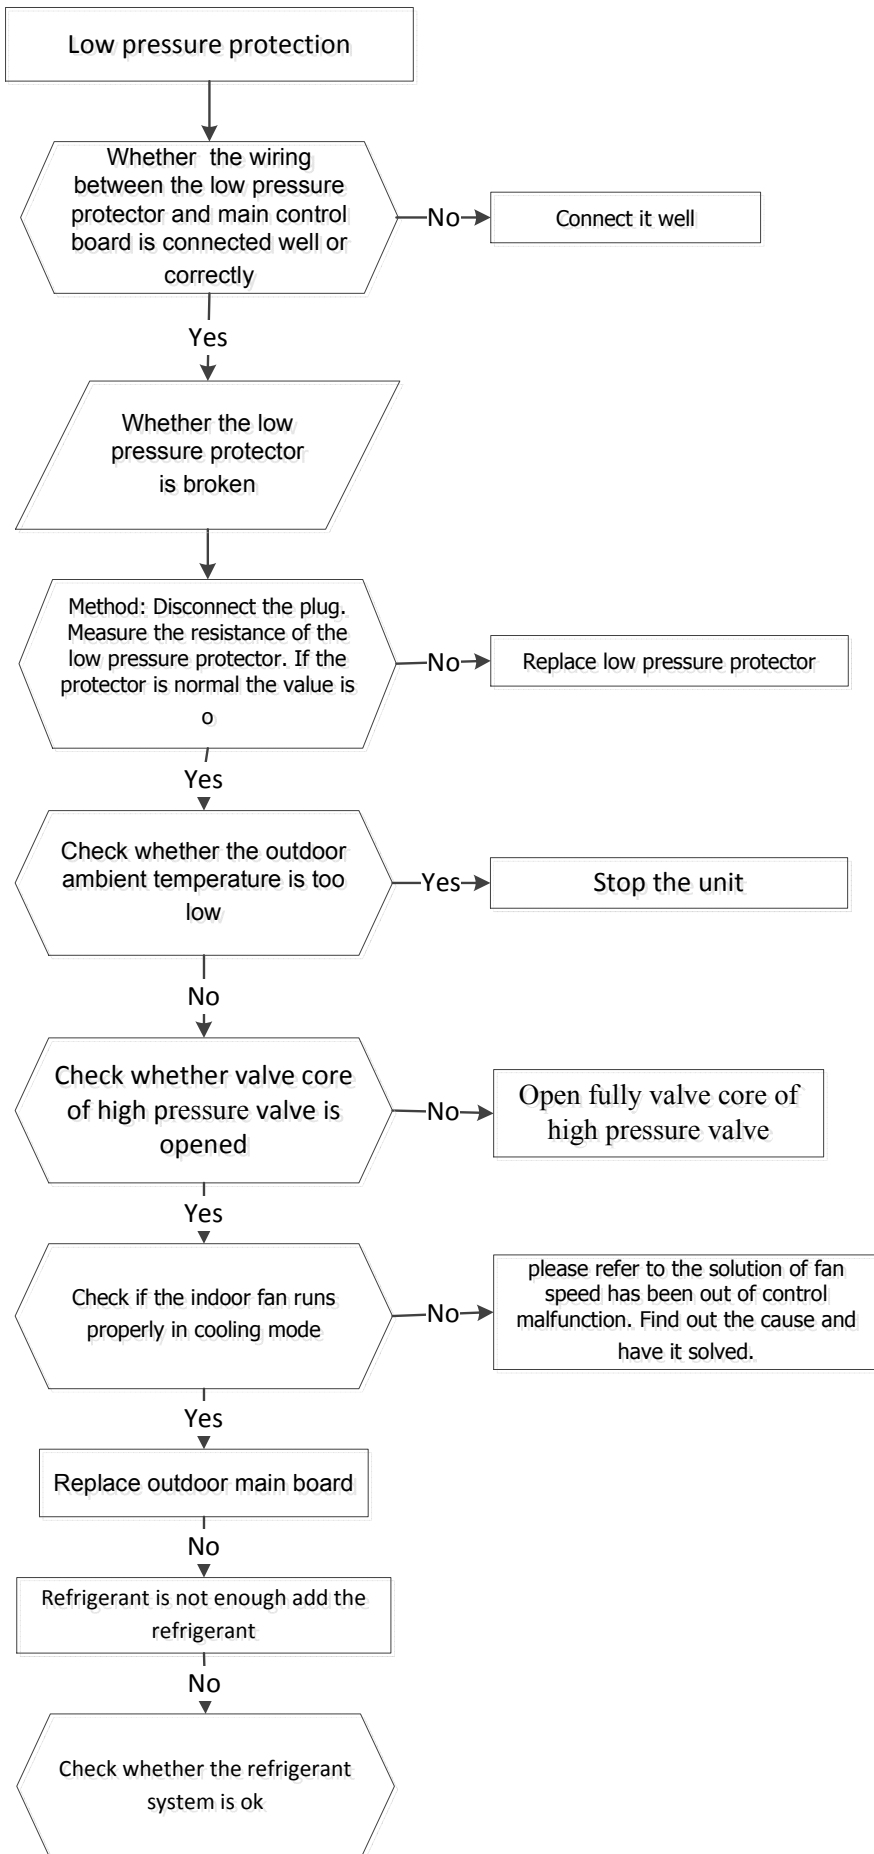 Low pressure protection
Whether the wiring
between the low pressure
protector and main control
board is connected well or
correctly
No
Connect it well
Yes
Whether the low
pressure protector
is broken
Method: Disconnect the plug.
Measure the resistance of the
low pressure protector. If the
protector is normal the value is
o
No
Replace low pressure protector
Yes
Check whether the outdoor
ambient temperature is too
low
Yes
Stop the unit
No
Check whether valve core
of high pressure valve is
opened
No
Open fully valve core of
high pressure valve
Yes
Check if the indoor fan runs
properly in cooling mode
No
please refer to the solution of fan
speed has been out of control
malfunction. Find out the cause and
have it solved.
Yes
Replace outdoor main board
No
Refrigerant is not enough add the
refrigerant
No
Check whether the refrigerant
system is ok